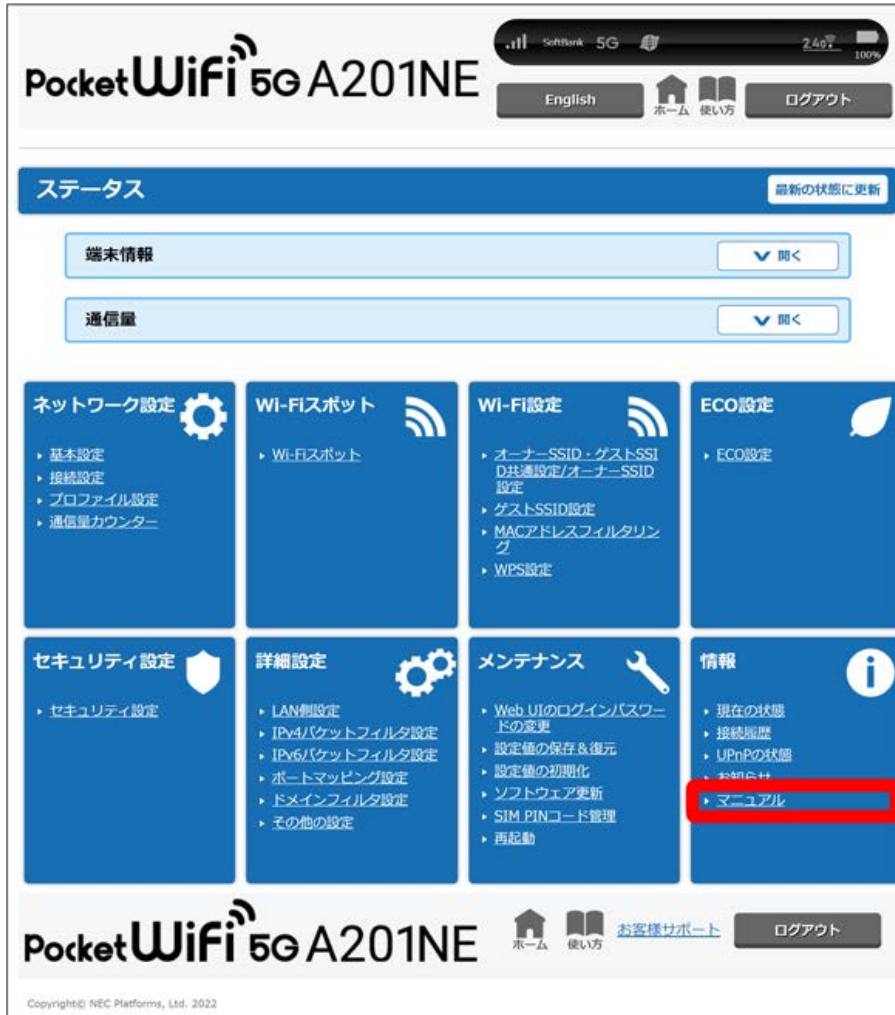 Pocket WiFi 5G A201NE
SoftBank 5G 2.4G 100%
English ホーム 使い方 ログアウト
ステータス 最新の状態に更新
端末情報 開く
通信量 開く
ネットワーク設定
基本設定
接続設定
プロファイル設定
通信量カウンター
Wi-Fiスポット
Wi-Fiスポット
Wi-Fi設定
オーナーSSID・ゲストSSI
D共通設定/オーナーSSID
設定
ゲストSSID設定
MACアドレスフィルタリン
グ
WPS設定
ECO設定
ECO設定
セキュリティ設定
セキュリティ設定
詳細設定
LAN側設定
IPv4パケットフィルタ設定
IPv6パケットフィルタ設定
ポートマッピング設定
ドメインフィルタ設定
その他の設定
メンテナンス
Web UIのログインパスワー
ドの変更
設定値の保存&復元
設定値の初期化
ソフトウェア更新
SIM PINコード管理
再起動
情報
現在の状態
接続履歴
UPnPの状態
お知らせ
マニュアル
Pocket WiFi 5G A201NE
ホーム 使い方 お客様サポート ログアウト
Copyright© NEC Platforms, Ltd. 2022